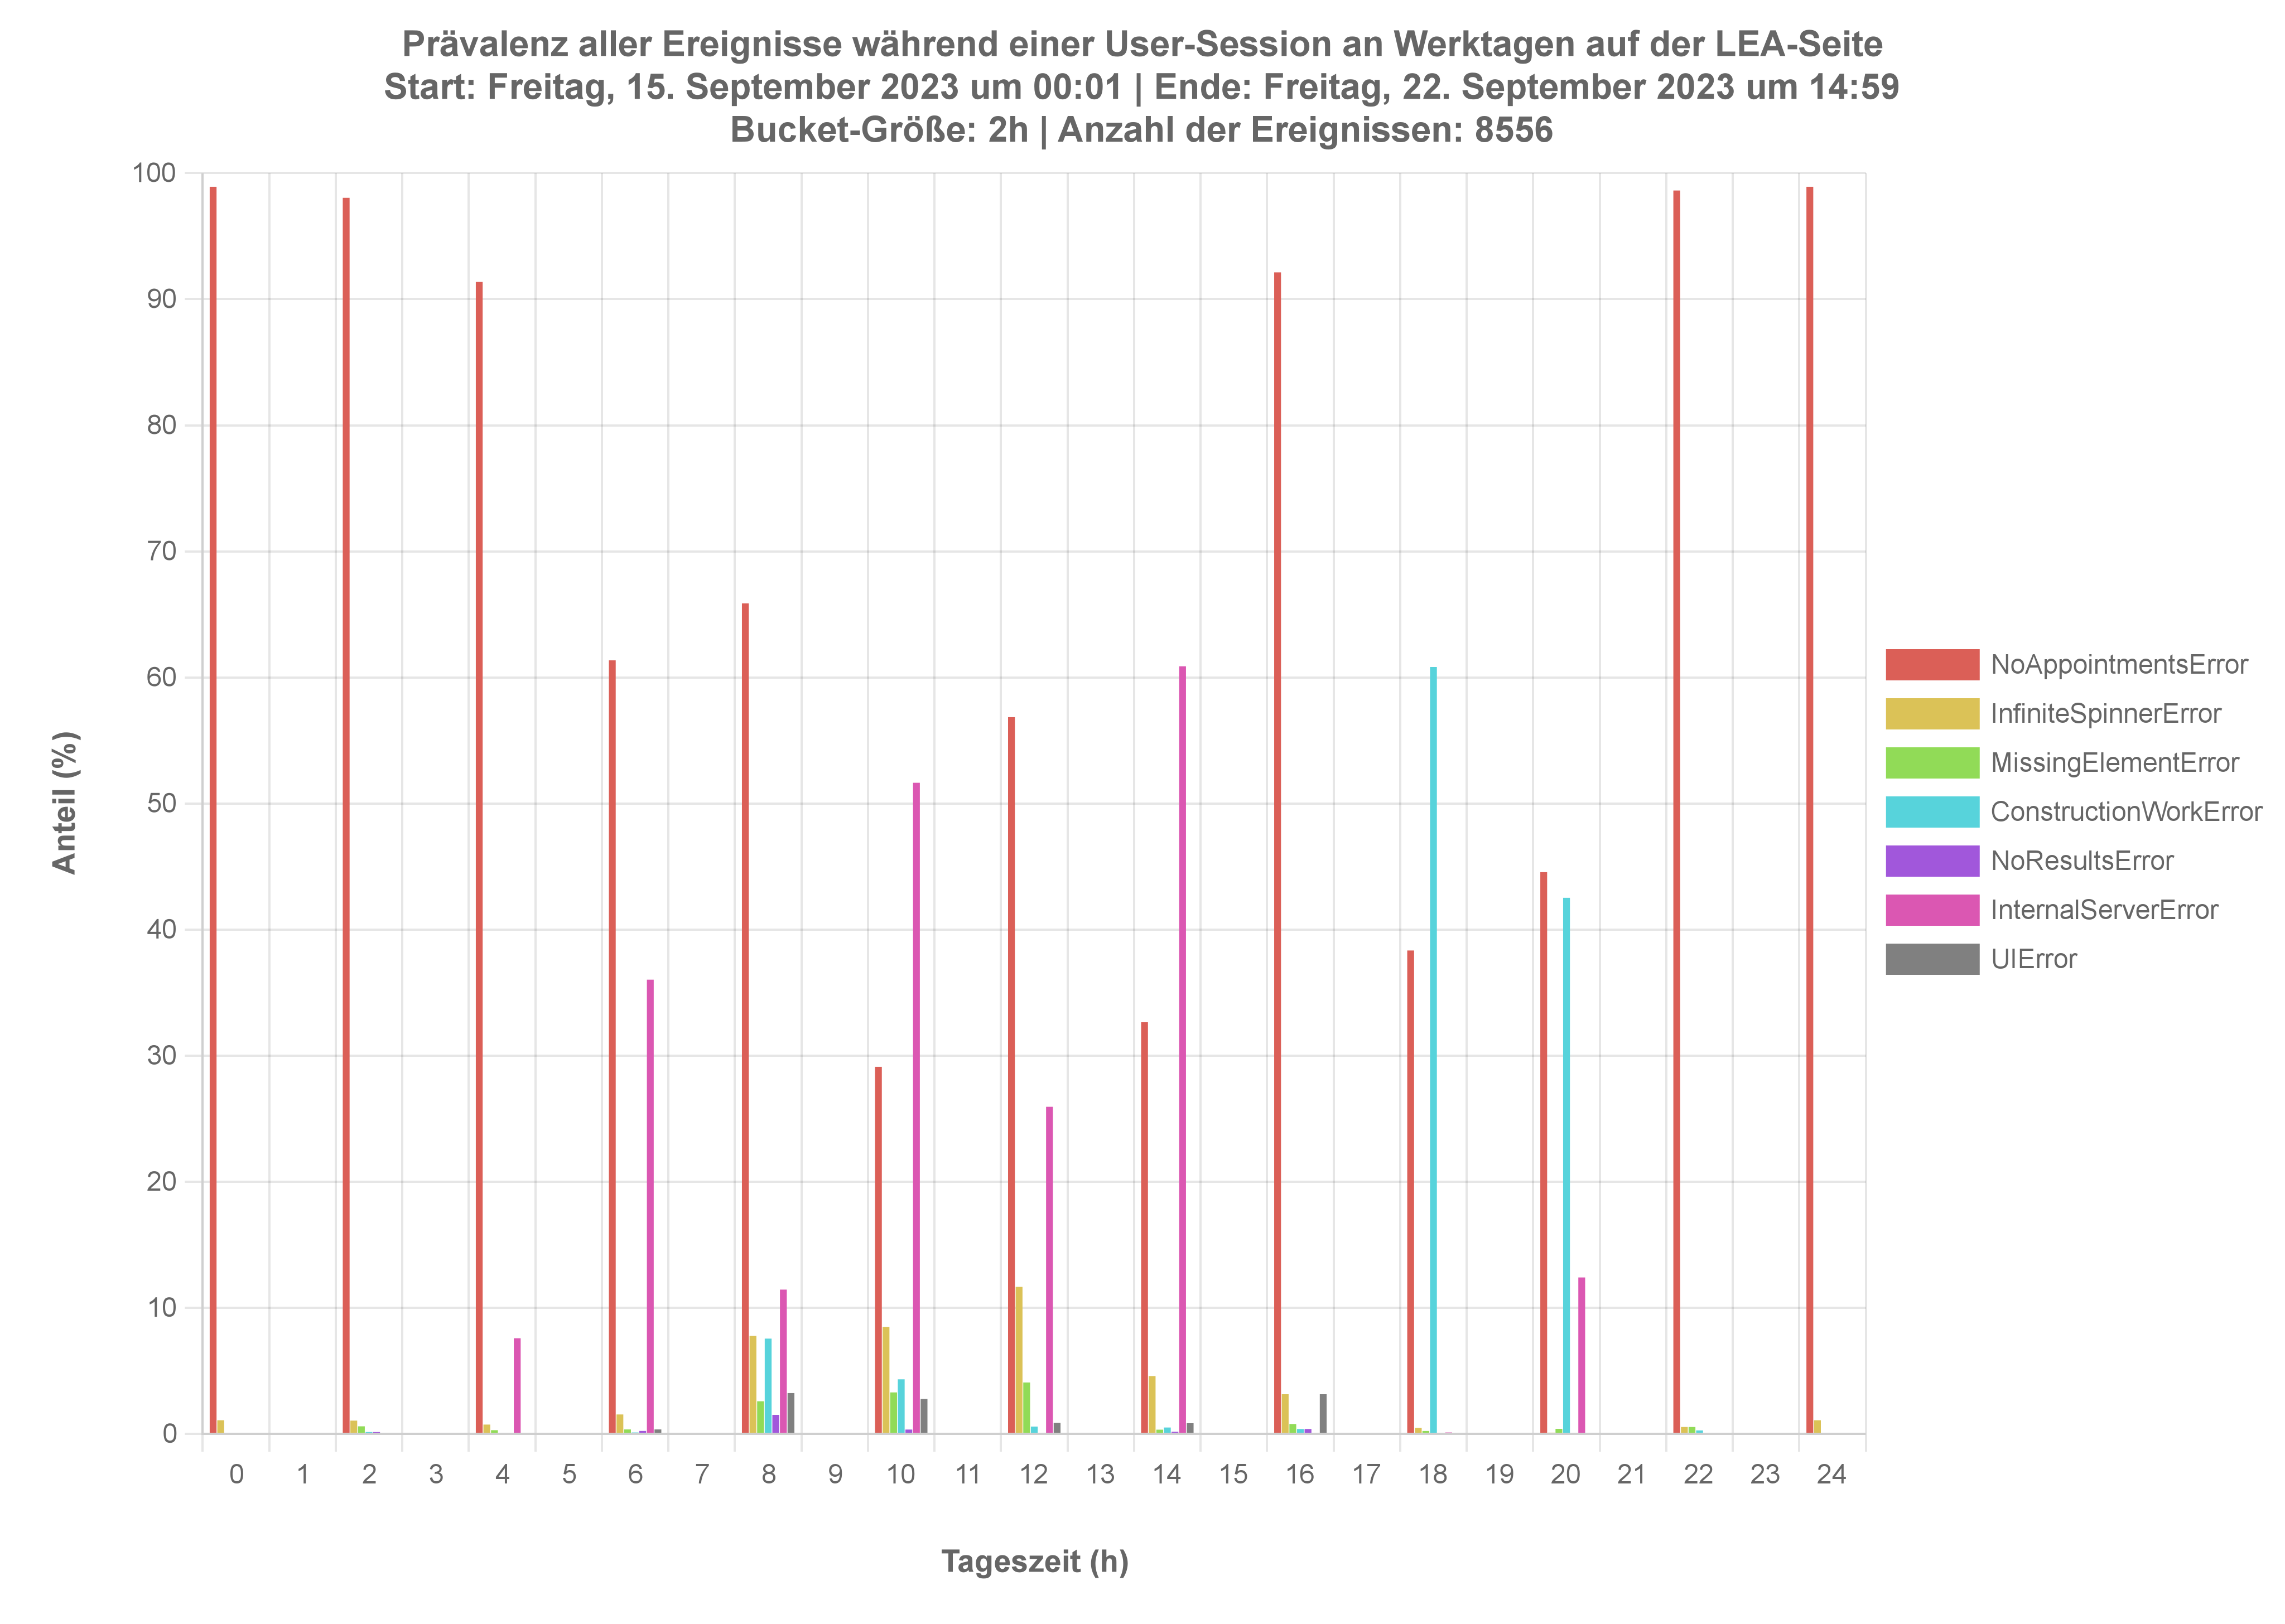 Prävalenz aller Ereignisse während einer User-Session an Werktagen auf der LEA-Seite
Start: Freitag, 15. September 2023 um 00:01 | Ende: Freitag, 22. September 2023 um 14:59
Bucket-Größe: 2h | Anzahl der Ereignissen: 8556
Anteil (%)
100
90
80
70
60
50
40
30
20
10
0
0 1 2 3 4 5 6 7 8 9 10 11 12 13 14 15 16 17 18 19 20 21 22 23 24
Tageszeit (h)
NoAppointmentsError
InfiniteSpinnerError
MissingElementError
ConstructionWorkError
NoResultsError
InternalServerError
UIError